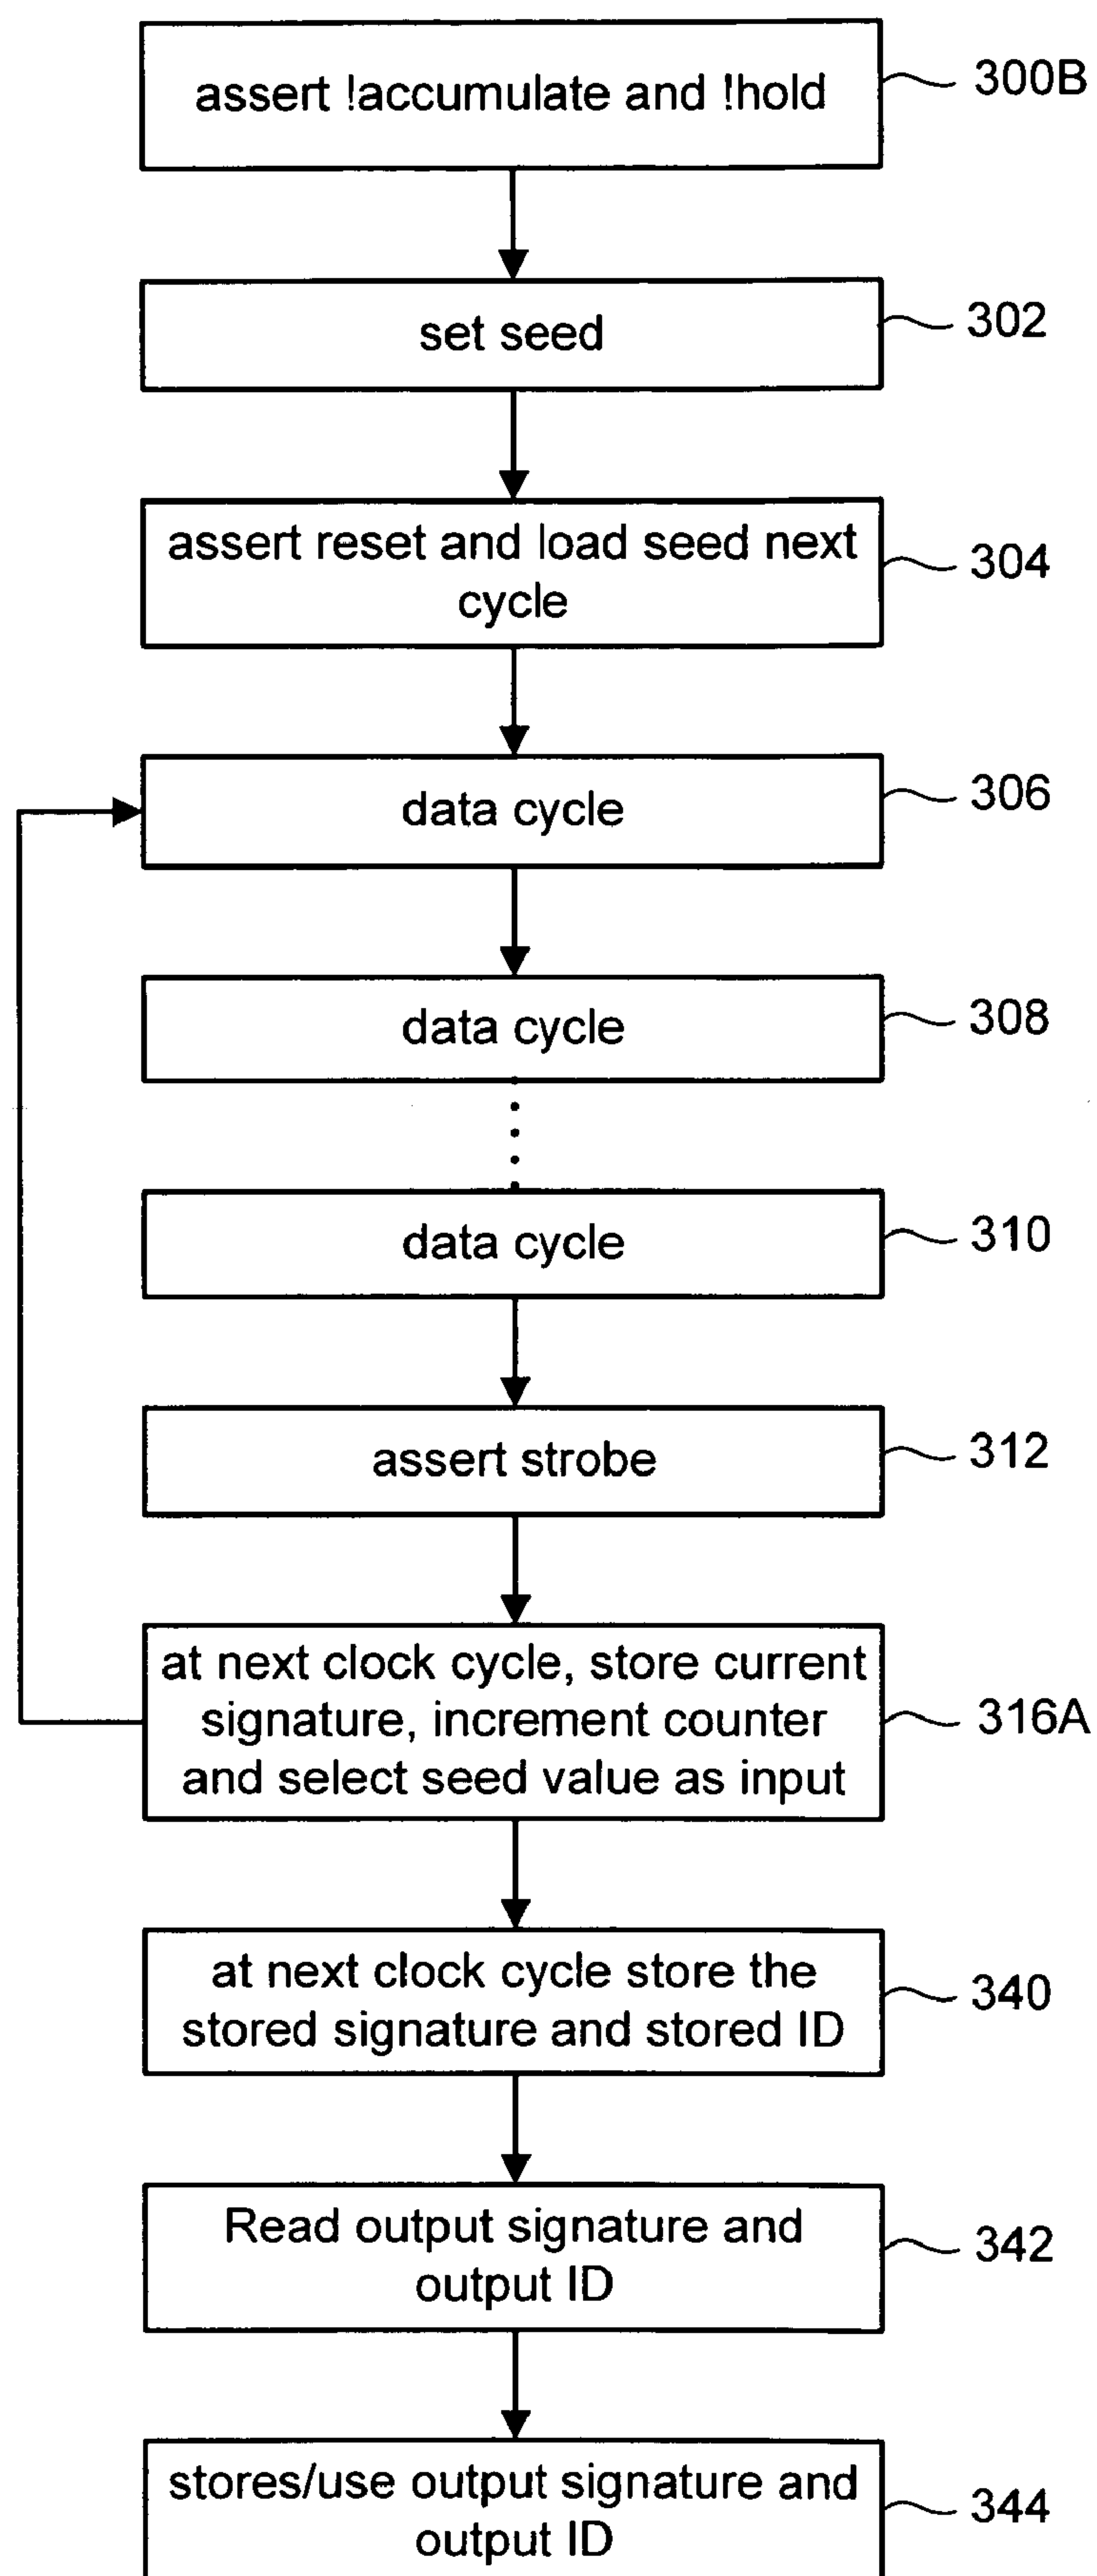 assert !accumulate and !hold
300B
set seed
302
assert reset and load seed next
cycle
304
data cycle
306
data cycle
308
data cycle
310
assert strobe
312
at next clock cycle, store current
signature, increment counter
and select seed value as input
316A
at next clock cycle store the
stored signature and stored ID
340
Read output signature and
output ID
342
stores/use output signature and
output ID
344